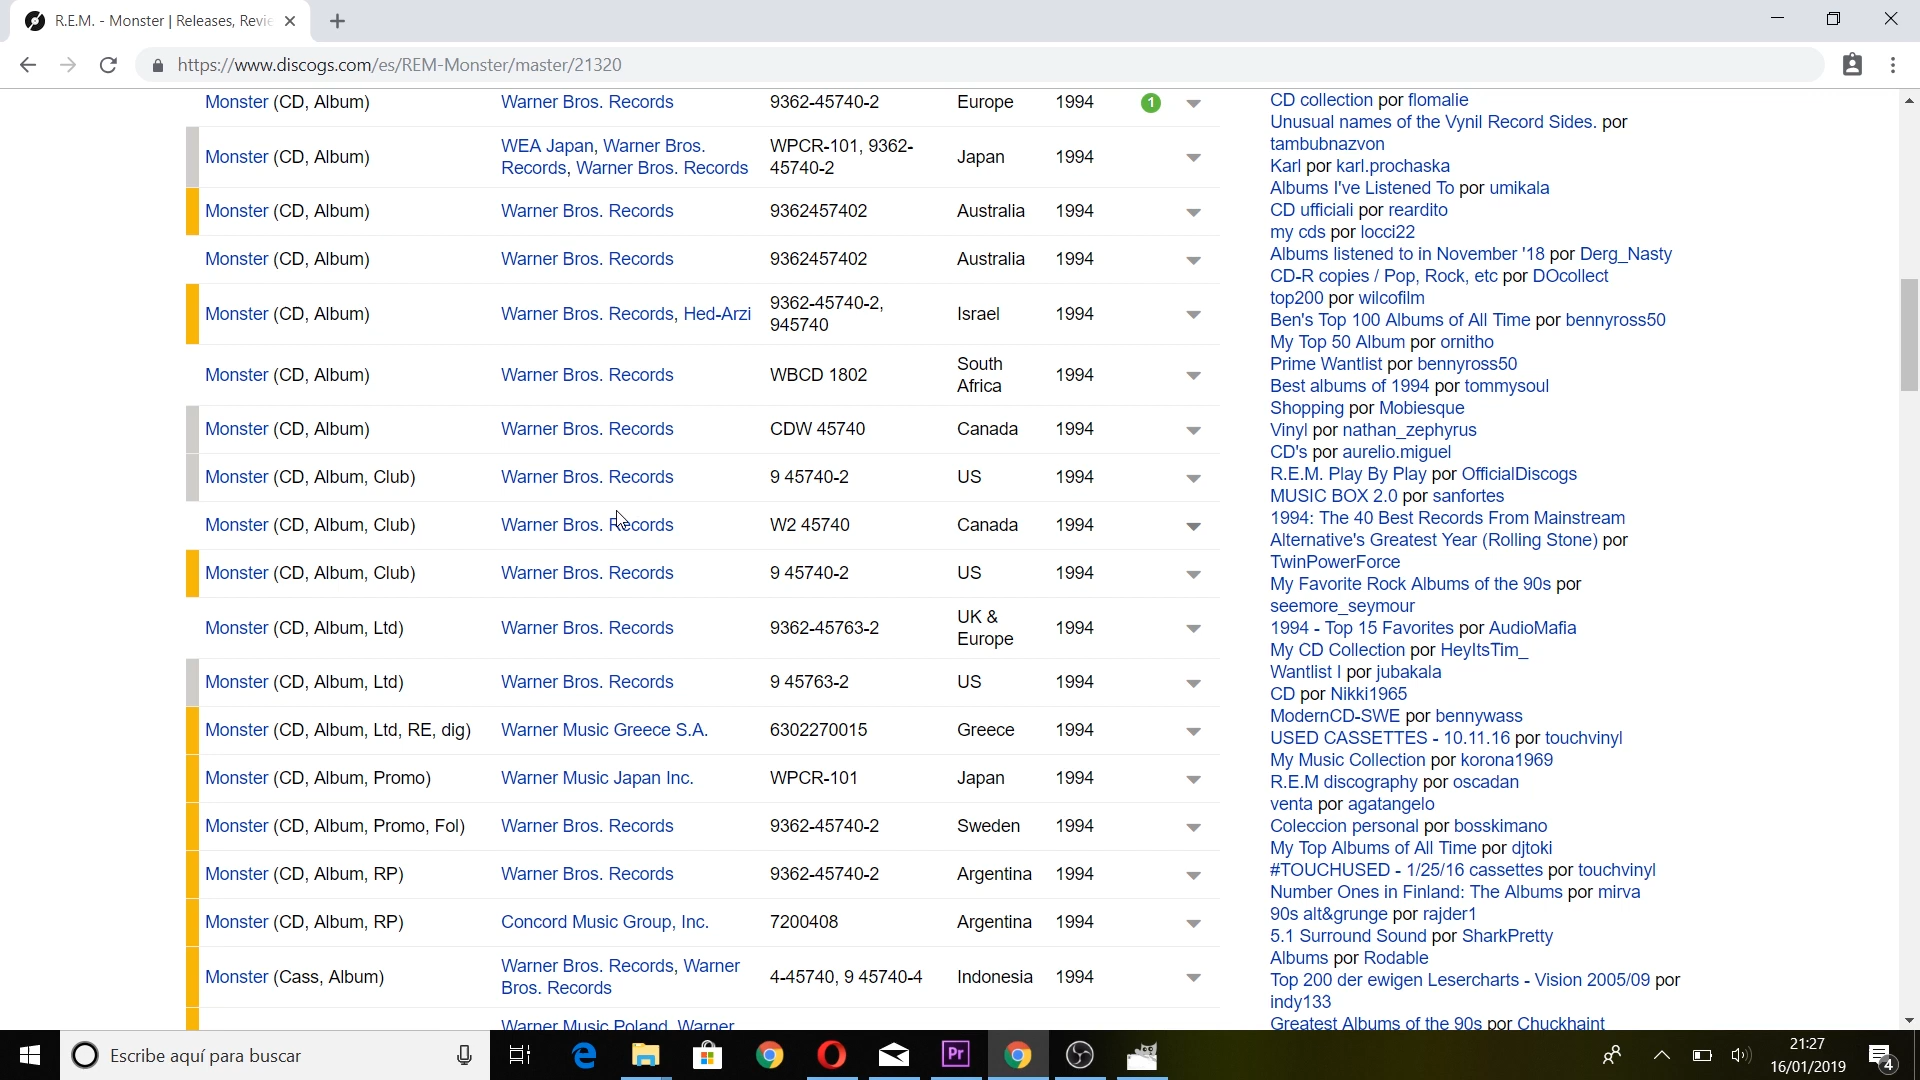 R.E.M. - Monster | Releases, Revie
https://www.discogs.com/es/REM-Monster/master/21320
Monster (CD, Album) Warner Bros. Records 9362-45740-2 Europe 1994 1
Monster (CD, Album) WEA Japan, Warner Bros. Records, Warner Bros. Records WPCR-101, 9362-45740-2 Japan 1994
Monster (CD, Album) Warner Bros. Records 9362457402 Australia 1994
Monster (CD, Album) Warner Bros. Records 9362457402 Australia 1994
Monster (CD, Album) Warner Bros. Records, Hed-Arzi 9362-45740-2, 945740 Israel 1994
Monster (CD, Album) Warner Bros. Records WBCD 1802 South Africa 1994
Monster (CD, Album) Warner Bros. Records CDW 45740 Canada 1994
Monster (CD, Album, Club) Warner Bros. Records 9 45740-2 US 1994
Monster (CD, Album, Club) Warner Bros. Records W2 45740 Canada 1994
Monster (CD, Album, Club) Warner Bros. Records 9 45740-2 US 1994
Monster (CD, Album, Ltd) Warner Bros. Records 9362-45763-2 UK & Europe 1994
Monster (CD, Album, Ltd) Warner Bros. Records 9 45763-2 US 1994
Monster (CD, Album, Ltd, RE, dig) Warner Music Greece S.A. 6302270015 Greece 1994
Monster (CD, Album, Promo) Warner Music Japan Inc. WPCR-101 Japan 1994
Monster (CD, Album, Promo, Fol) Warner Bros. Records 9362-45740-2 Sweden 1994
Monster (CD, Album, RP) Warner Bros. Records 9362-45740-2 Argentina 1994
Monster (CD, Album, RP) Concord Music Group, Inc. 7200408 Argentina 1994
Monster (Cass, Album) Warner Bros. Records, Warner Bros. Records 4-45740, 9 45740-4 Indonesia 1994
Warner Music Poland, Warner
CD collection por flomalie
Unusual names of the Vynil Record Sides. por
tambubnazvon
Karl por karl.prochaska
Albums I've Listened To por umikala
CD ufficiali por reardito
my cds por locci22
Albums listened to in November '18 por Derg_Nasty
CD-R copies / Pop, Rock, etc por DOcollect
top200 por wilcofilm
Ben's Top 100 Albums of All Time por bennyross50
My Top 50 Album por ornitho
Prime Wantlist por bennyross50
Best albums of 1994 por tommysoul
Shopping por Mobiesque
Vinyl por nathan_zephyrus
CD's por aurelio.miguel
R.E.M. Play By Play por OfficialDiscogs
MUSIC BOX 2.0 por sanfortes
1994: The 40 Best Records From Mainstream
Alternative's Greatest Year (Rolling Stone) por
TwinPowerForce
My Favorite Rock Albums of the 90s por
seemore_seymour
1994 - Top 15 Favorites por AudioMafia
My CD Collection por HeyItsTim_
Wantlist I por jubakala
CD por Nikki1965
ModernCD-SWE por bennywass
USED CASSETTES - 10.11.16 por touchvinyl
My Music Collection por korona1969
R.E.M discography por oscadan
venta por agatangelo
Coleccion personal por bosskimano
My Top Albums of All Time por djtoki
#TOUCHUSED - 1/25/16 cassettes por touchvinyl
Number Ones in Finland: The Albums por mirva
90s alt&grunge por rajder1
5.1 Surround Sound por SharkPretty
Albums por Rodable
Top 200 der ewigen Lesercharts - Vision 2005/09 por
indy133
Greatest Albums of the 90s por Chuckhaint
Escribe aquí para buscar
Pr
21:27
16/01/2019
4